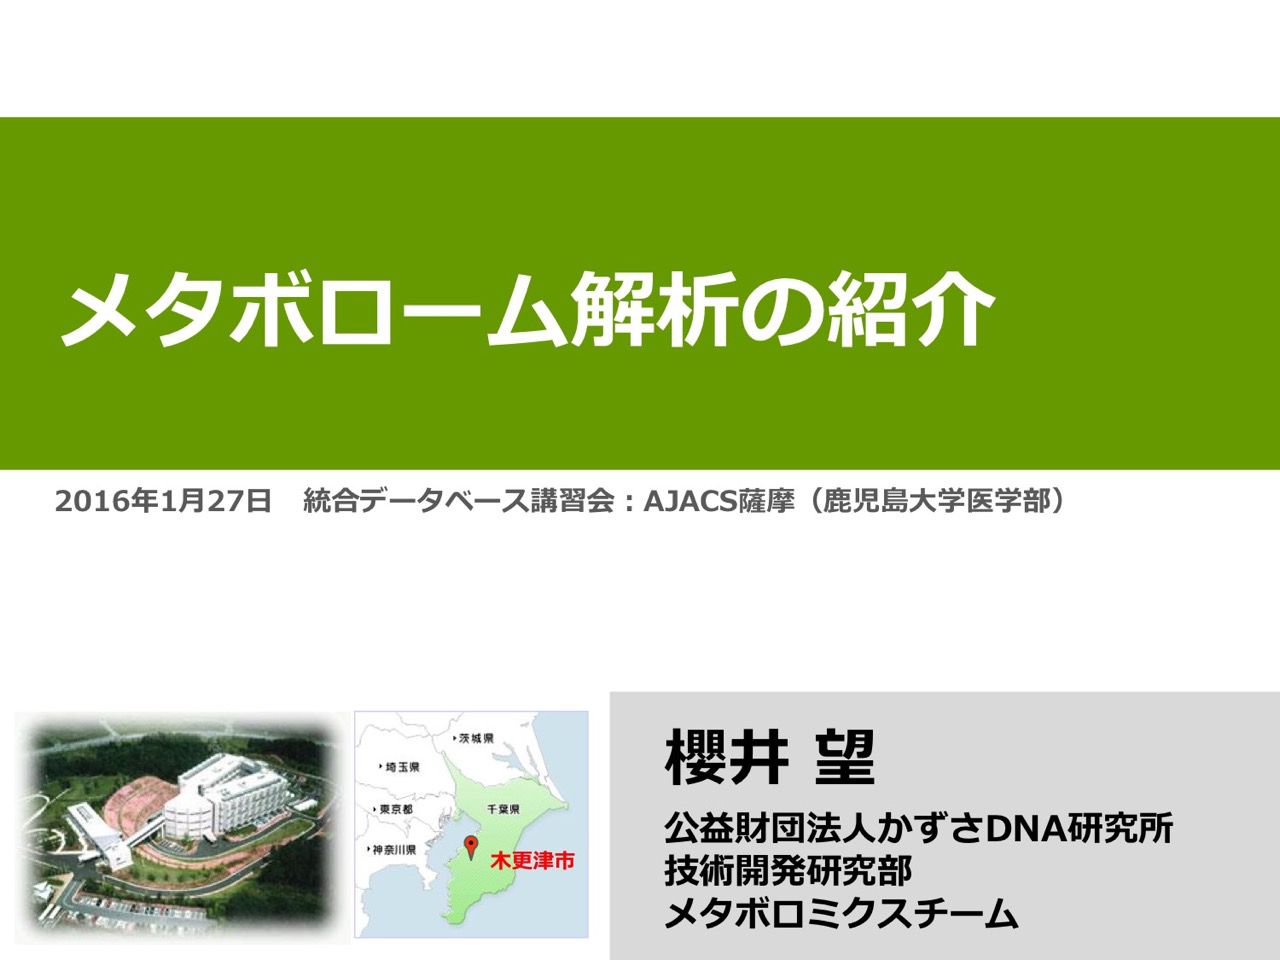 メタボローム解析の紹介
2016年1月27日　統合データベース講習会：AJACS薩摩（鹿児島大学医学部）
茨城県
埼玉県
東京都
千葉県
神奈川県
木更津市
櫻井 望
公益財団法人かずさDNA研究所
技術開発研究部
メタボロミクスチーム